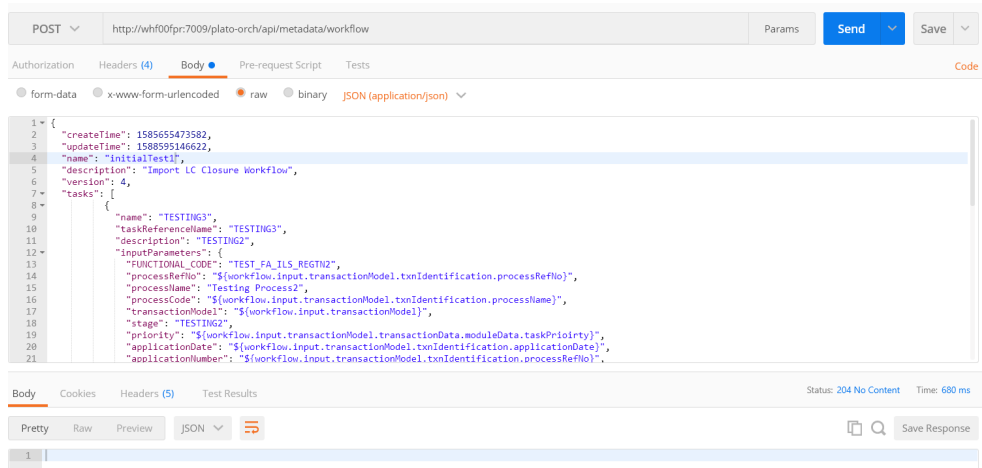 POST http://whf00fpr:7009/plato-orch/api/metadata/workflow Params Send Save
Authorization Headers (4) Body Pre-request Script Tests Code
form-data x-www-form-urlencoded raw binary JSON (application/json)
1 {
2 "createTime": 1585655473582,
3 "updateTime": 1588595146622,
4 "name": "initialTest1",
5 "description": "Import LC Closure Workflow",
6 "version": 4,
7 "tasks": [
8 {
9 "name": "TESTING3",
10 "taskReferenceName": "TESTING3",
11 "description": "TESTING2",
12 "inputParameters": {
13 "FUNCTIONAL_CODE": "TEST_FA_ILS_REGTN2",
14 "processRefNo": "${workflow.input.transactionModel.txnIdentification.processRefNo}",
15 "processName": "Testing Process2",
16 "processCode": "${workflow.input.transactionModel.txnIdentification.processName}",
17 "transactionModel": "${workflow.input.transactionModel}",
18 "stage": "TESTING2",
19 "priority": "${workflow.input.transactionModel.transactionData.moduleData.taskPrioirty}",
20 "applicationDate": "${workflow.input.transactionModel.txnIdentification.applicationDate}",
21 "applicationNumber": "${workflow.input.transactionModel.txnIdentification.processRefNo}",
Body Cookies Headers (5) Test Results Status: 204 No Content Time: 680 ms
Pretty Raw Preview JSON Save Response
1